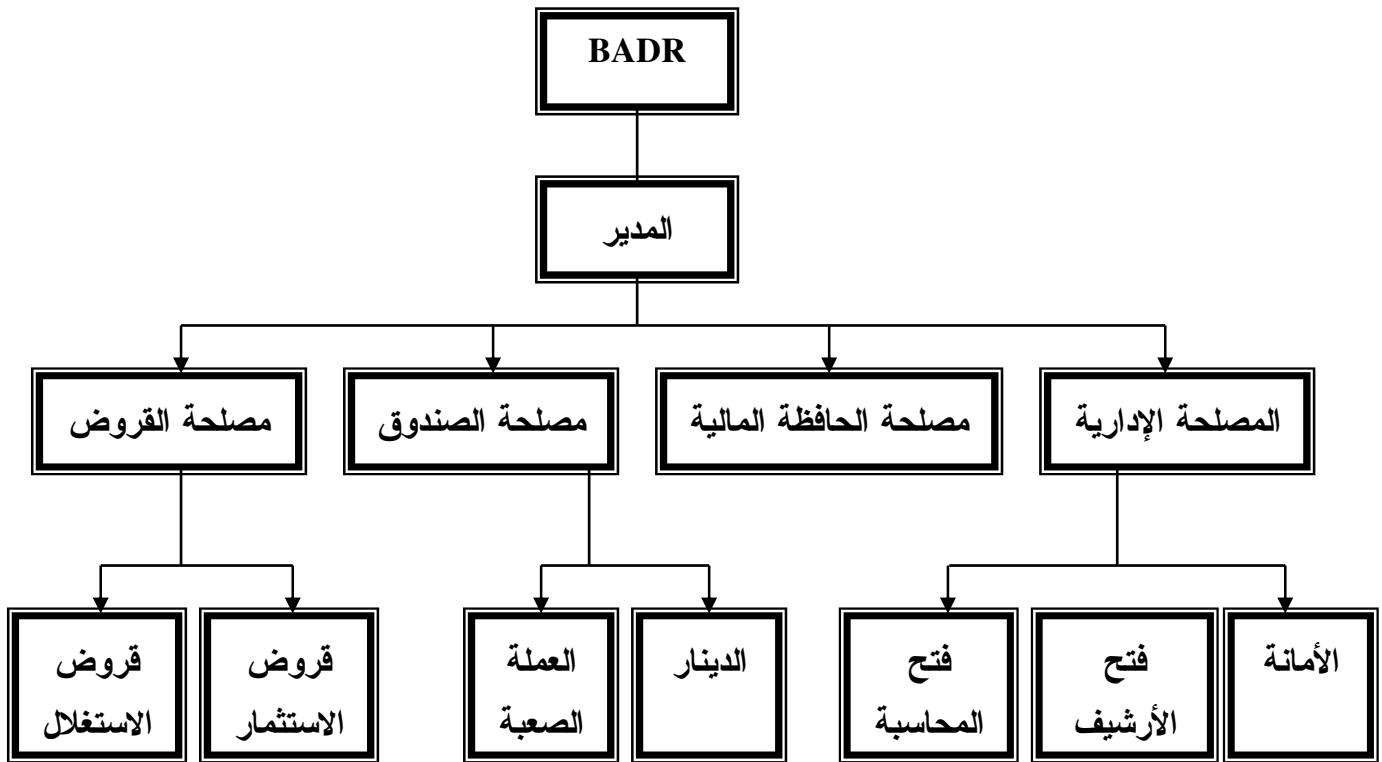 BADR
المدير
المصلحة الإدارية
مصلحة الحافظة المالية
مصلحة الصندوق
مصلحة القروض
الأمانة
فتح
الأرشيف
فتح
المحاسبة
الدينار
العملة
الصعبة
قروض
الاستثمار
قروض
الاستغلال